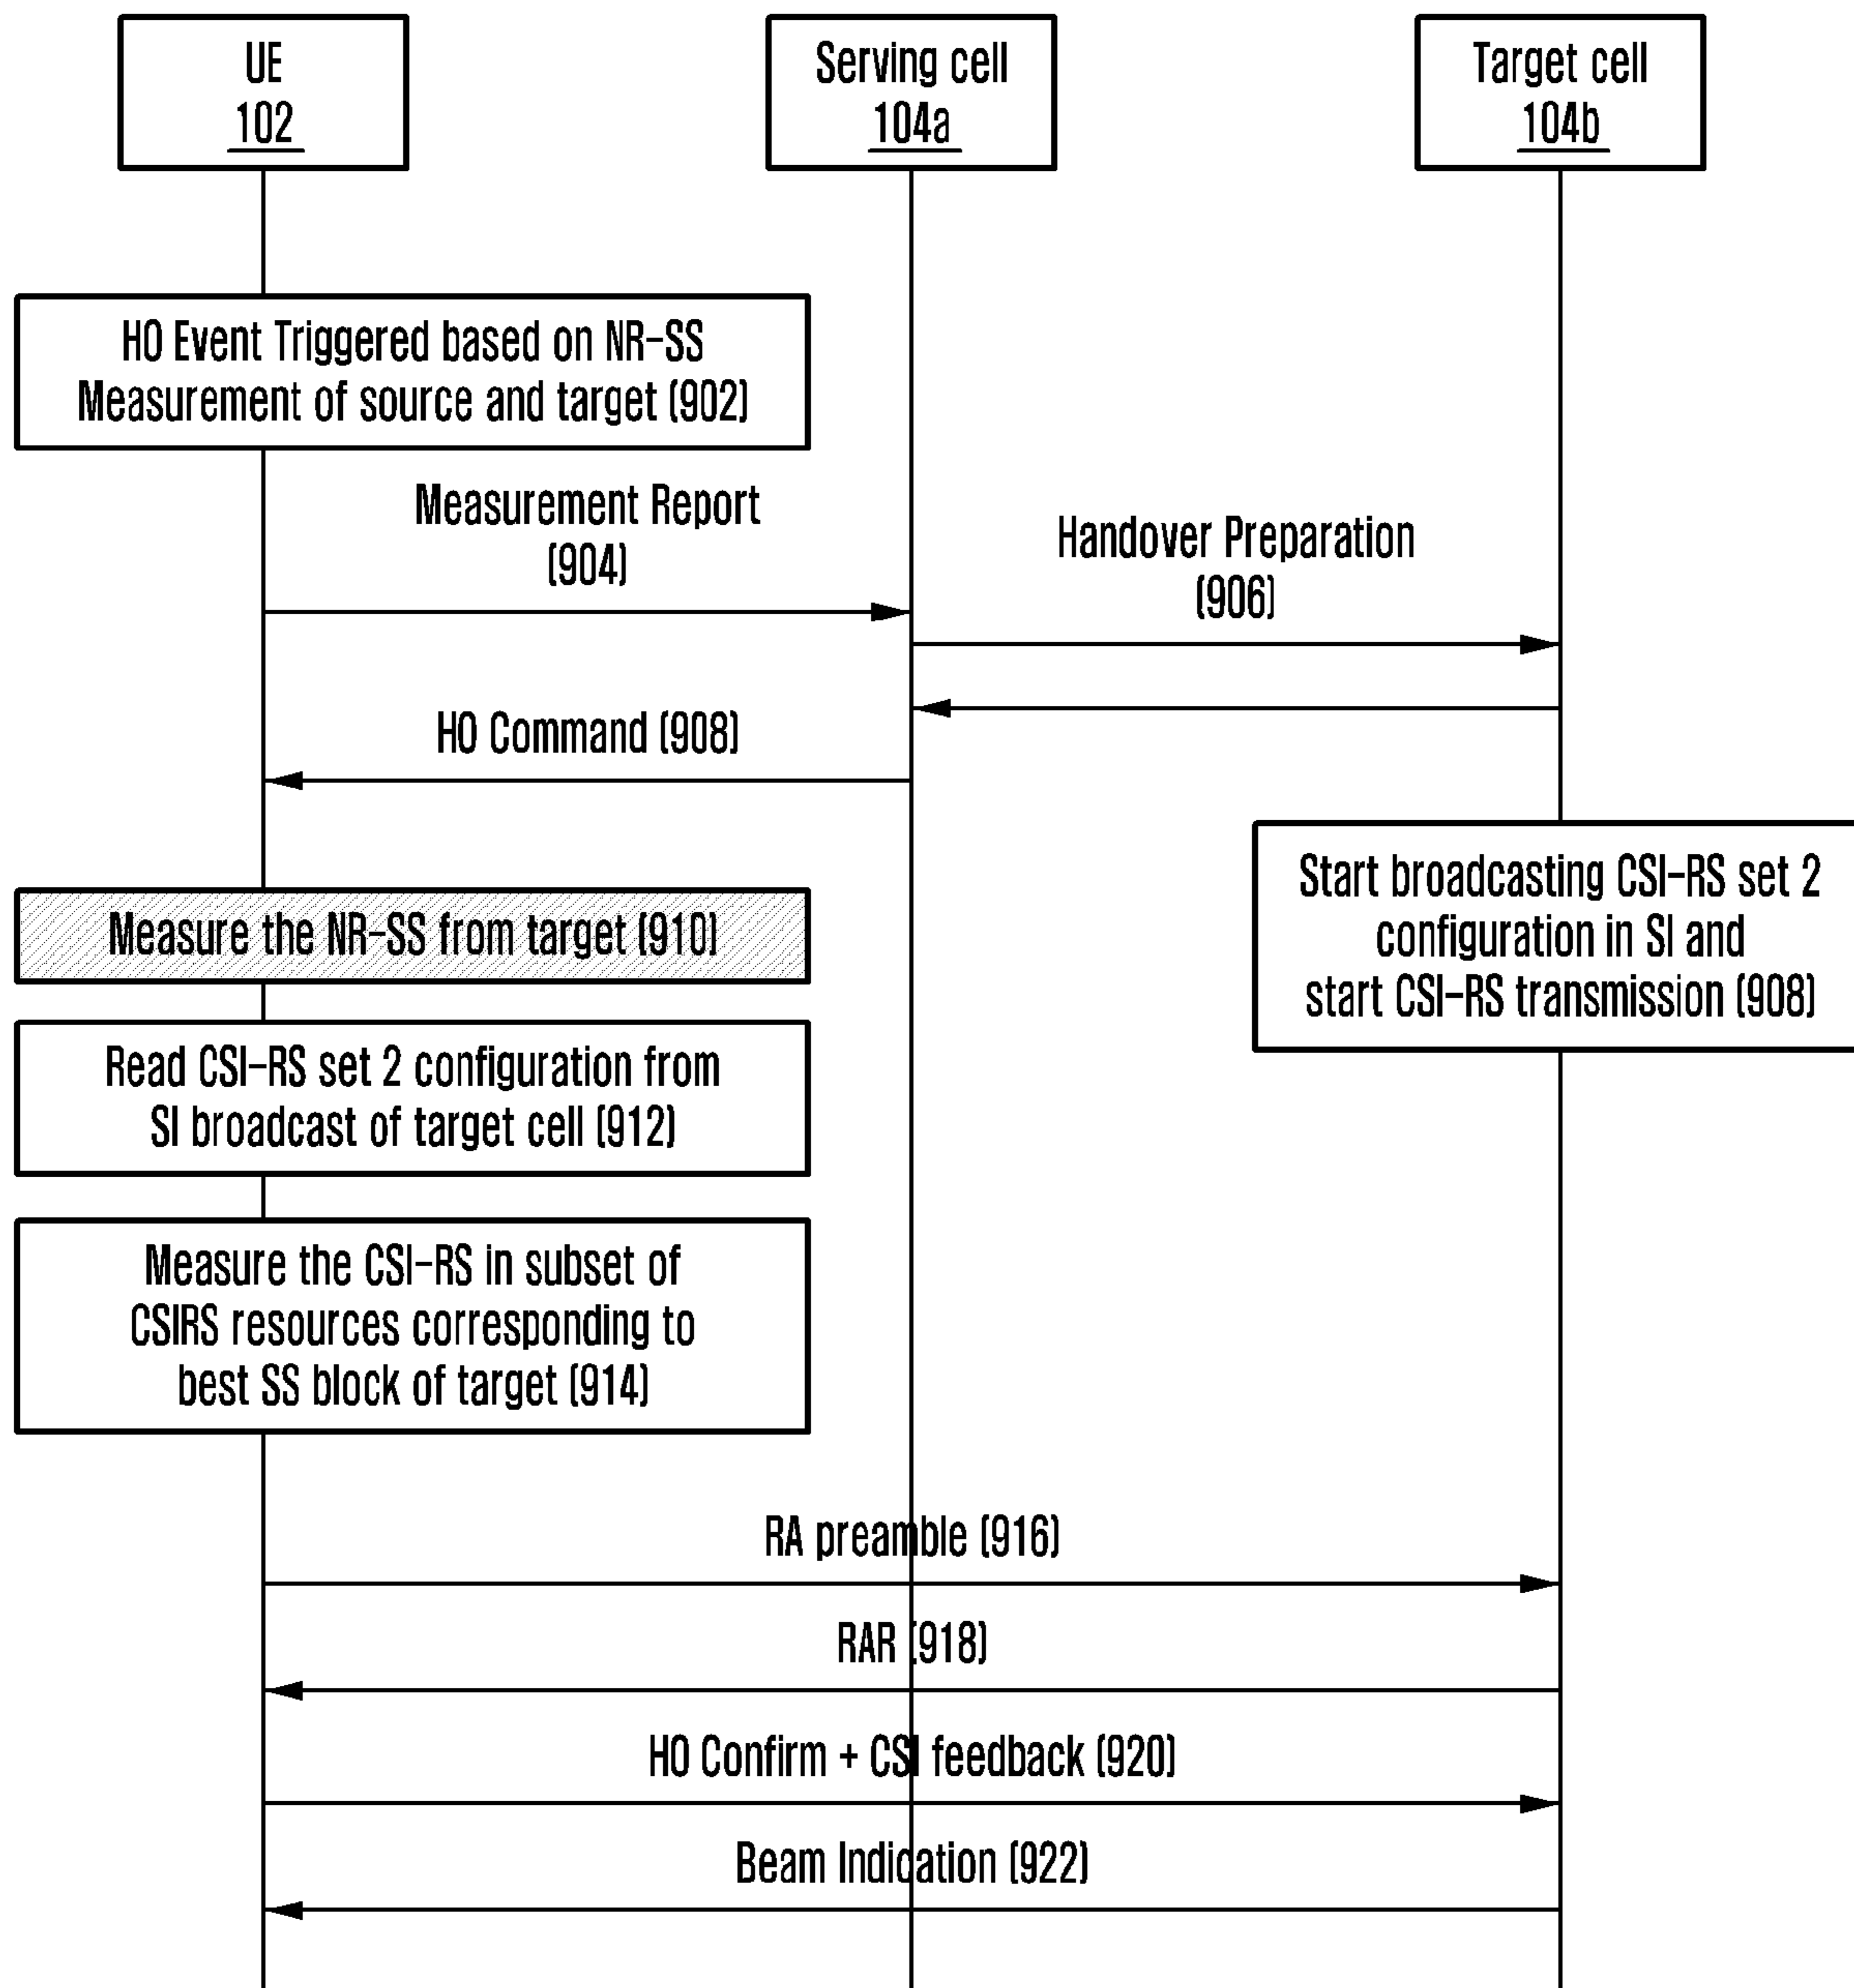 UE
102
Serving cell
104a
Target cell
104b
HO Event Triggered based on NR-SS
Measurement of source and target (902)
Measurement Report
(904)
Handover Preparation
(906)
HO Command (908)
Start broadcasting CSI-RS set 2
configuration in SI and
start CSI-RS transmission (908)
Measure the NR-SS from target (910)
Read CSI-RS set 2 configuration from
SI broadcast of target cell (912)
Measure the CSI-RS in subset of
CSIRS resources corresponding to
best SS block of target (914)
RA preamble (916)
RAR (918)
HO Confirm + CSI feedback (920)
Beam Indication (922)